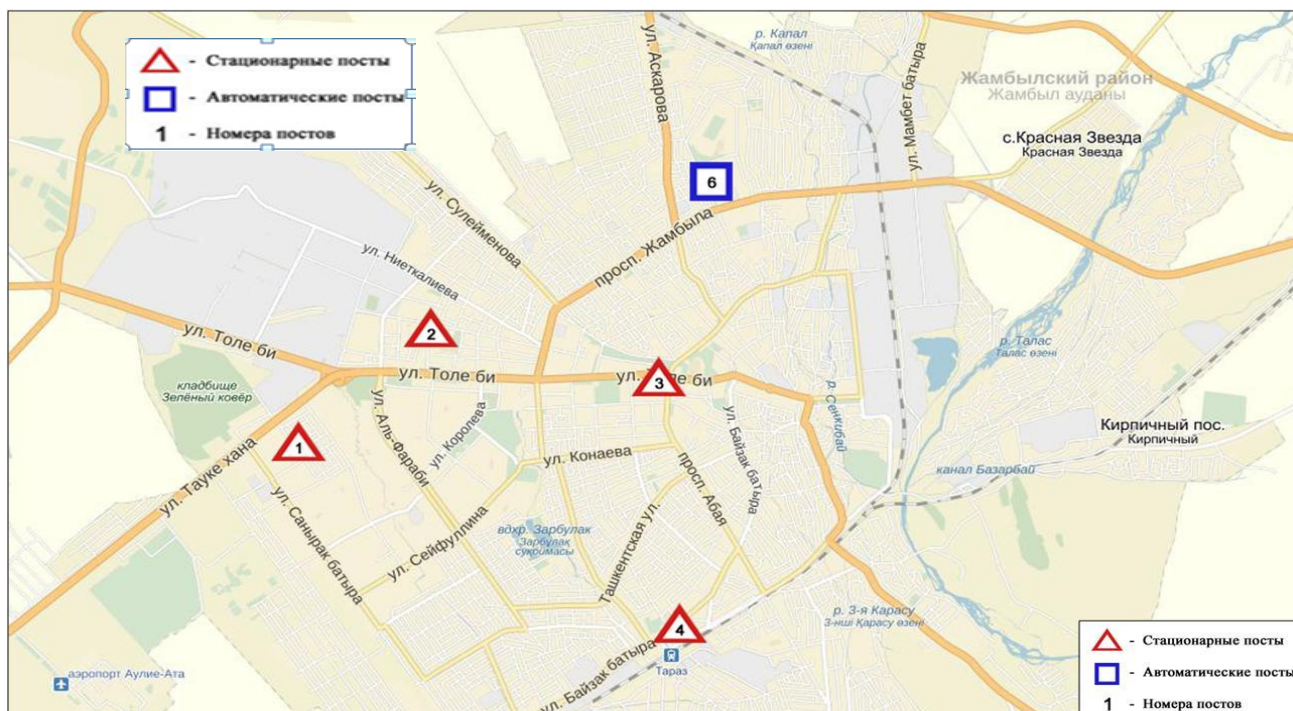 - Стационарные посты
- Автоматические посты
1 - Номера постов
ул. Аскарова
р. Капал
Қапал өзені
ул. Мамбет батыра
Жамбылский район
Жамбыл ауданы
с.Красная Звезда
Красная Звезда
6
ул. Сулейменова
просп. Жамбыла
ул. Ниеткалиева
2
ул. Толе би
р. Талас
Талас өзені
кладбище
Зелёный ковёр
ул. Толе би
3
ул. Толе би
р. Сенкибай
ул. Аль-Фараби
ул. Королева
ул. Байзак батыра
Кирпичный пос.
Кирпичный
1
ул. Тауке хана
ул. Конаева
просп. Абая
канал Базарбай
ул. Санырак батыра
ул. Сейфуллина
вдхр. Зарбулак
Зарбұлақ
суқоймасы
Ташкентская ул.
р. 3-я Карасу
3-нші Қарасу өзені
4
Тараз
ул. Байзак батыра
аэропорт Аулие-Ата
- Стационарные посты
- Автоматические посты
1 - Номера постов